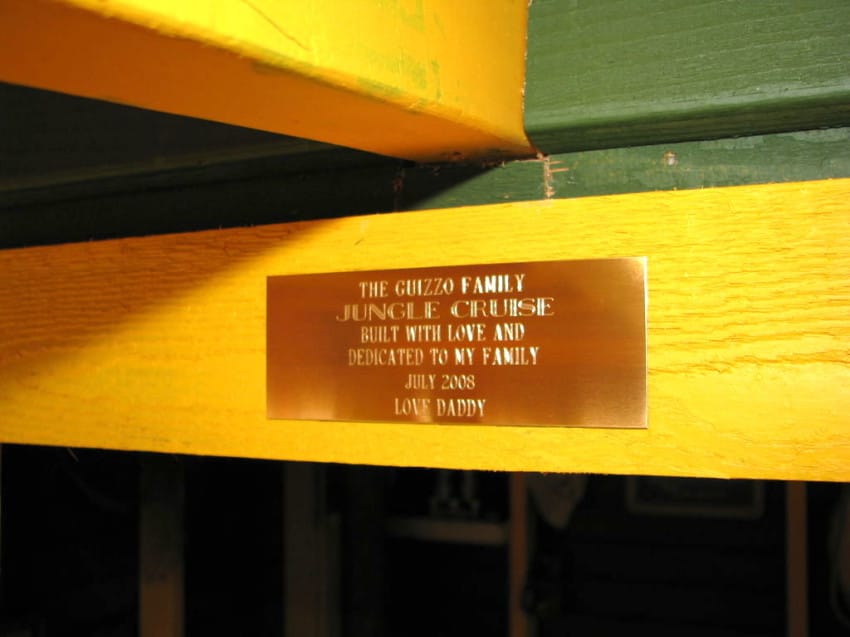 THE GUIZZO FAMILY
JUNGLE CRUISE
BUILT WITH LOVE AND
DEDICATED TO MY FAMILY
JULY 2008
LOVE DADDY